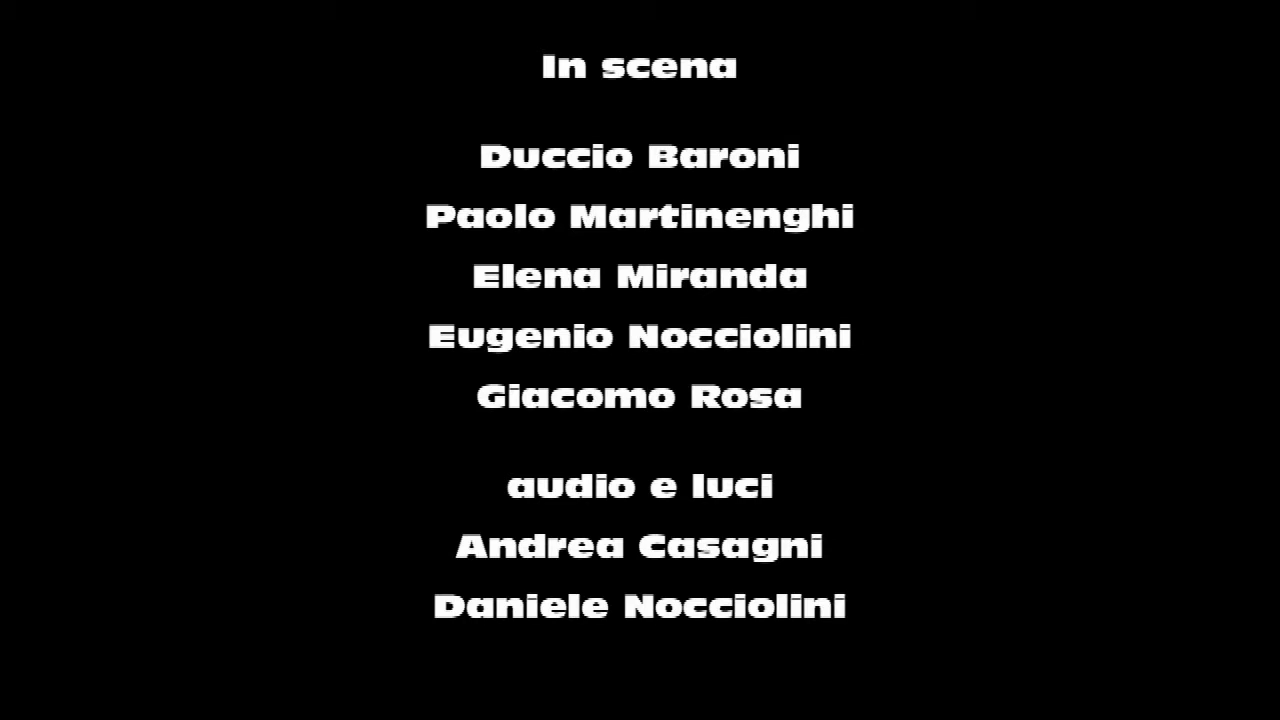 In scena
Duccio Baroni
Paolo Martinenghi
Elena Miranda
Eugenio Nocciolini
Giacomo Rosa
audio e luci
Andrea Casagni
Daniele Nocciolini